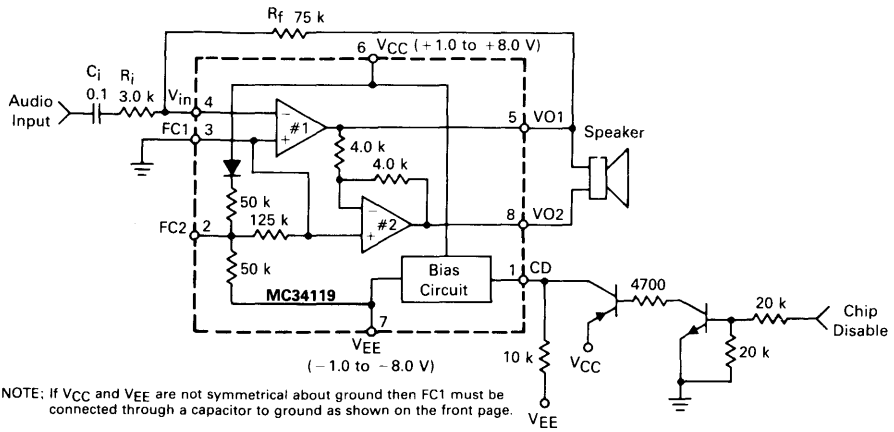 Rf 75 k
6 VCC (+1.0 to +8.0 V)
Ci
0.1
Ri
3.0 k
Vin
4
Audio
Input
FC1
3
−
+
#1
5
VO1
Speaker
4.0 k
4.0 k
50 k
FC2
2
125 k
−
+
#2
8
VO2
50 k
Bias
Circuit
1
CD
4700
MC34119
7
VEE
(−1.0 to −8.0 V)
10 k
VCC
20 k
20 k
Chip
Disable
VEE
NOTE; If VCC and VEE are not symmetrical about ground then FC1 must be
connected through a capacitor to ground as shown on the front page.